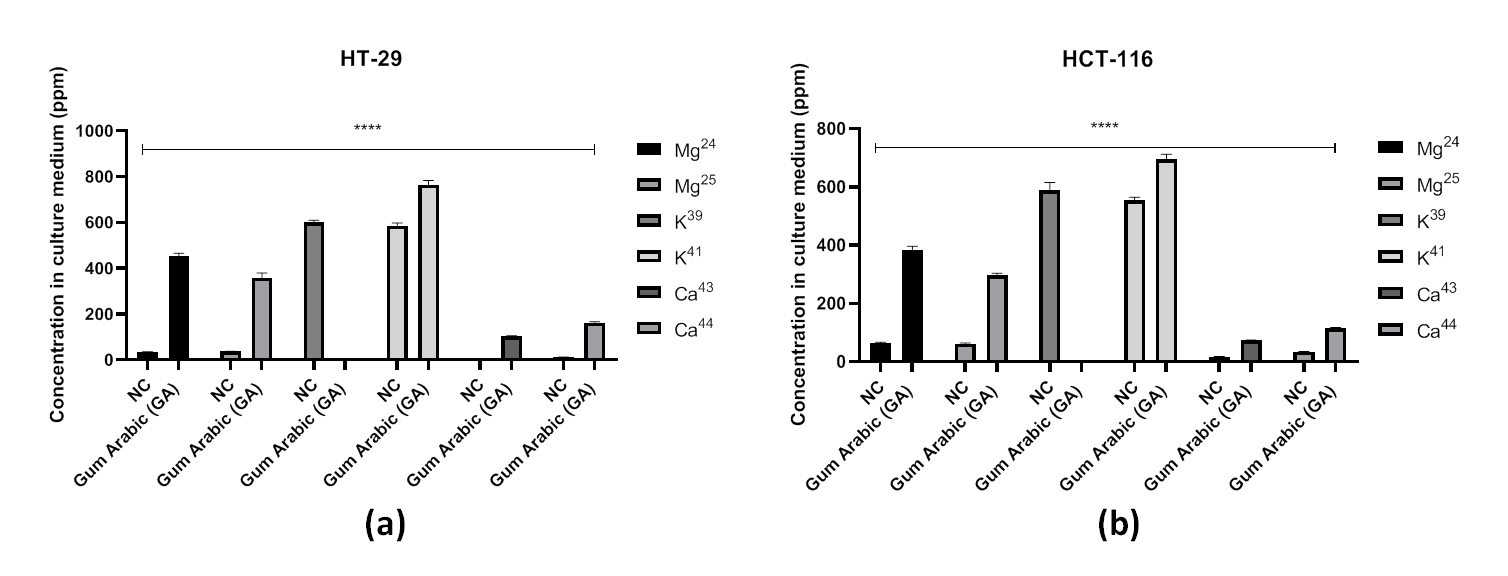 HT-29
Concentration in culture medium (ppm)
1000
800
600
400
200
0
****
NC
Gum Arabic (GA)
NC
Gum Arabic (GA)
NC
Gum Arabic (GA)
NC
Gum Arabic (GA)
NC
Gum Arabic (GA)
NC
Gum Arabic (GA)
Mg24
Mg25
K39
K41
Ca43
Ca44
(a)
HCT-116
Concentration in culture medium (ppm)
800
600
400
200
0
****
NC
Gum Arabic (GA)
NC
Gum Arabic (GA)
NC
Gum Arabic (GA)
NC
Gum Arabic (GA)
NC
Gum Arabic (GA)
NC
Gum Arabic (GA)
Mg24
Mg25
K39
K41
Ca43
Ca44
(b)